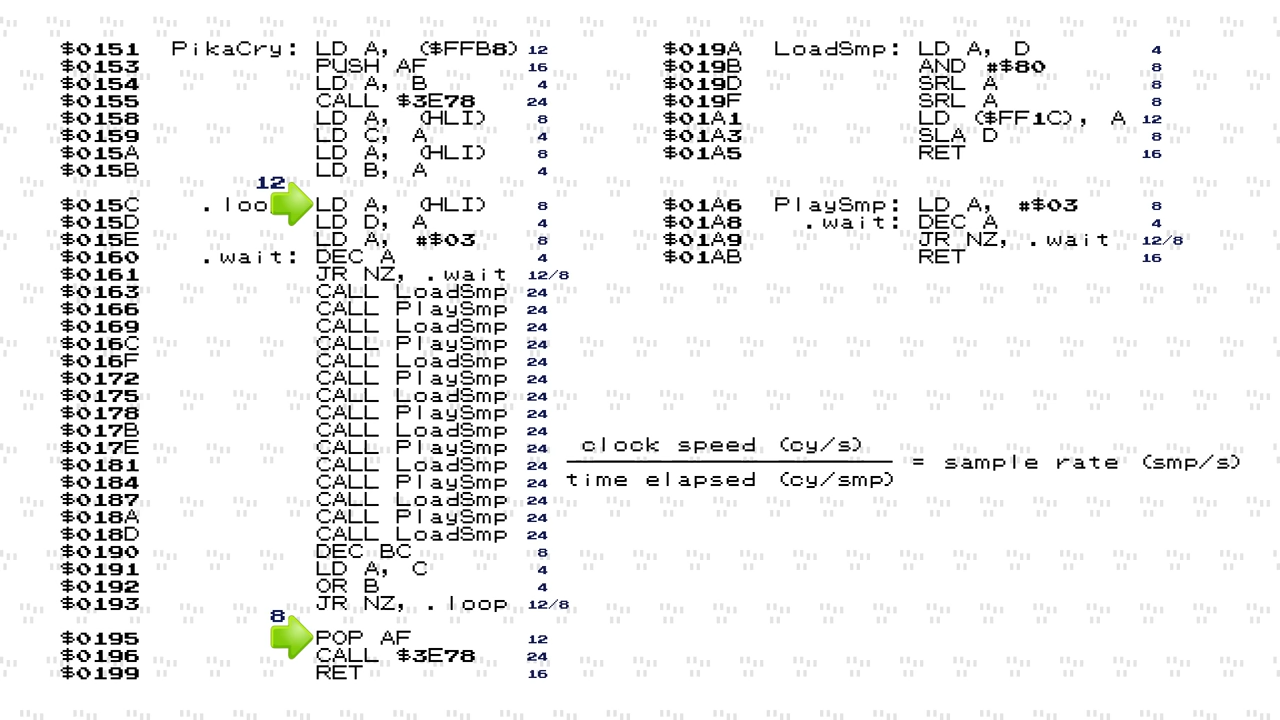 $0151 PikaCry: LD A, ($FFB8) 12
$0153 PUSH AF 16
$0154 LD A, B 4
$0155 CALL $3E78 24
$0158 LD A, (HLI) 8
$0159 LD C, A 4
$015A LD A, (HLI) 8
$015B LD B, A 4
12
$015C .loo LD A, (HLI) 8
$015D LD D, A 4
$015E LD A, #$03 8
$0160 .wait: DEC A 4
$0161 JR NZ, .wait 12/8
$0163 CALL LoadSmp 24
$0166 CALL PlaySmp 24
$0169 CALL LoadSmp 24
$016C CALL PlaySmp 24
$016F CALL LoadSmp 24
$0172 CALL PlaySmp 24
$0175 CALL LoadSmp 24
$0178 CALL PlaySmp 24
$017B CALL LoadSmp 24
$017E CALL PlaySmp 24
$0181 CALL LoadSmp 24
$0184 CALL PlaySmp 24
$0187 CALL LoadSmp 24
$018A CALL PlaySmp 24
$018D CALL LoadSmp 24
$0190 DEC BC 8
$0191 LD A, C 4
$0192 OR B 4
$0193 JR NZ, .loop 12/8
8
$0195 POP AF 12
$0196 CALL $3E78 24
$0199 RET 16
$019A LoadSmp: LD A, D 4
$019B AND #$80 8
$019D SRL A 8
$019F SRL A 8
$01A1 LD ($FF1C), A 12
$01A3 SLA D 8
$01A5 RET 16
$01A6 PlaySmp: LD A, #$03 8
$01A8 .wait: DEC A 4
$01A9 JR NZ, .wait 12/8
$01AB RET 16
clock speed (cy/s)
time elapsed (cy/smp)
= sample rate (smp/s)